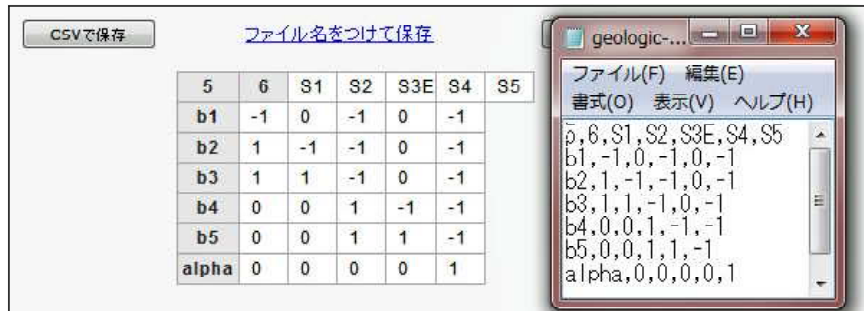 CSVで保存
ファイル名をつけて保存
5 6 S1 S2 S3E S4 S5
b1 -1 0 -1 0 -1
b2 1 -1 -1 0 -1
b3 1 1 -1 0 -1
b4 0 0 1 -1 -1
b5 0 0 1 1 -1
alpha 0 0 0 0 1
geologic-...
ファイル(F) 編集(E)
書式(O) 表示(V) ヘルプ(H)
5,6,S1,S2,S3E,S4,S5
b1,-1,0,-1,0,-1
b2,1,-1,-1,0,-1
b3,1,1,-1,0,-1
b4,0,0,1,-1,-1
b5,0,0,1,1,-1
alpha,0,0,0,0,1